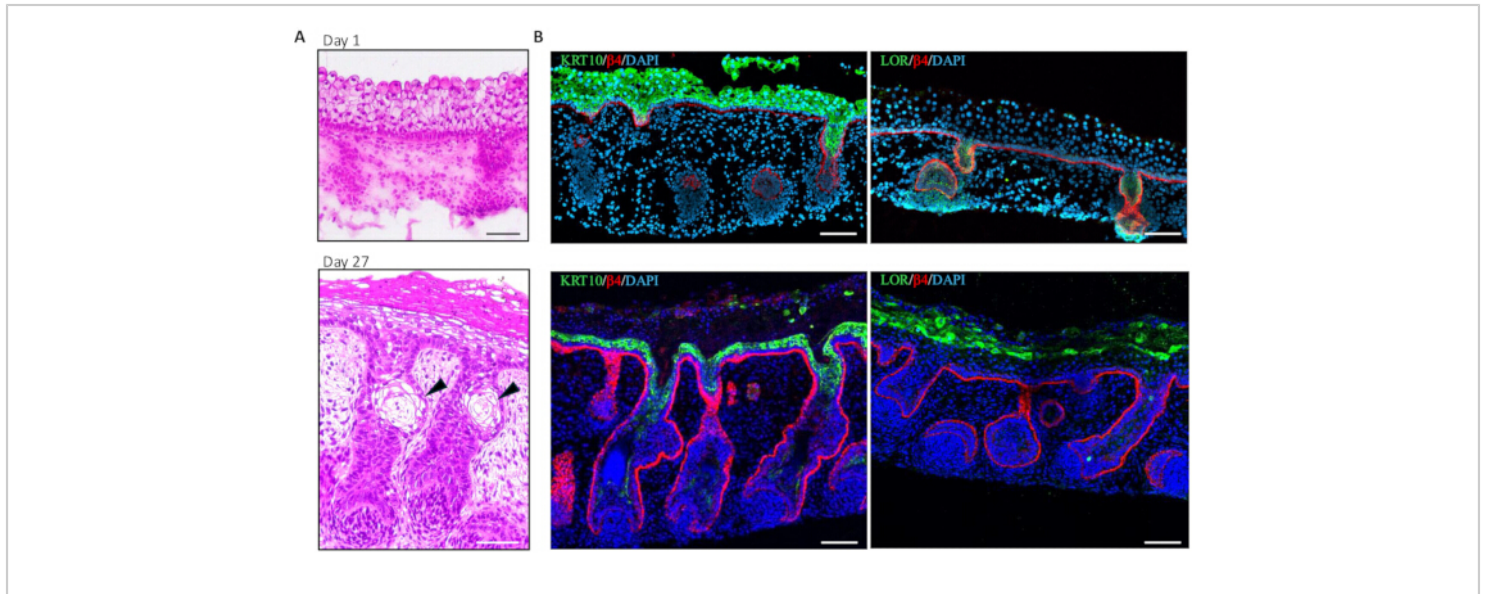 A
Day 1
B
KRT10/β4/DAPI
LOR/β4/DAPI
Day 27
KRT10/β4/DAPI
LOR/β4/DAPI